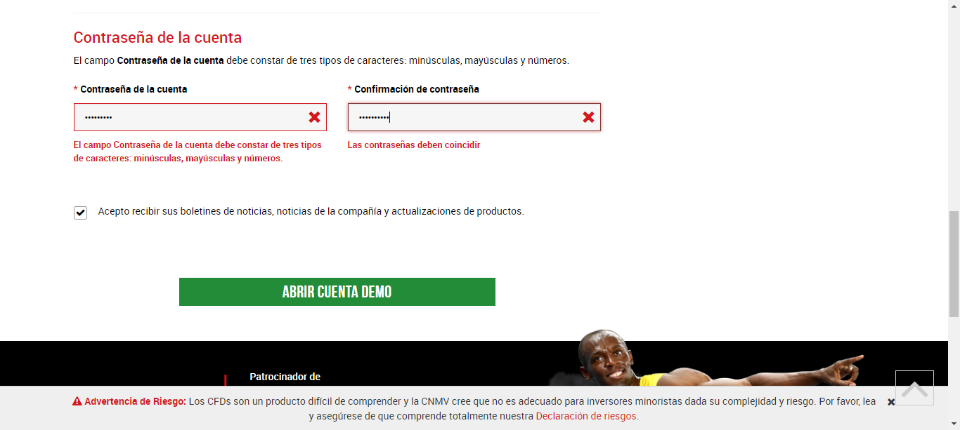 Contraseña de la cuenta
El campo Contraseña de la cuenta debe constar de tres tipos de caracteres: minúsculas, mayúsculas y números.
* Contraseña de la cuenta
* Confirmación de contraseña
•••••••••
••••••••••
El campo Contraseña de la cuenta debe constar de tres tipos
de caracteres: minúsculas, mayúsculas y números.
Las contraseñas deben coincidir
Acepto recibir sus boletines de noticias, noticias de la compañía y actualizaciones de productos.
ABRIR CUENTA DEMO
Patrocinador de
Advertencia de Riesgo: Los CFDs son un producto difícil de comprender y la CNMV cree que no es adecuado para inversores minoristas dada su complejidad y riesgo. Por favor, lea
y asegúrese de que comprende totalmente nuestra Declaración de riesgos.